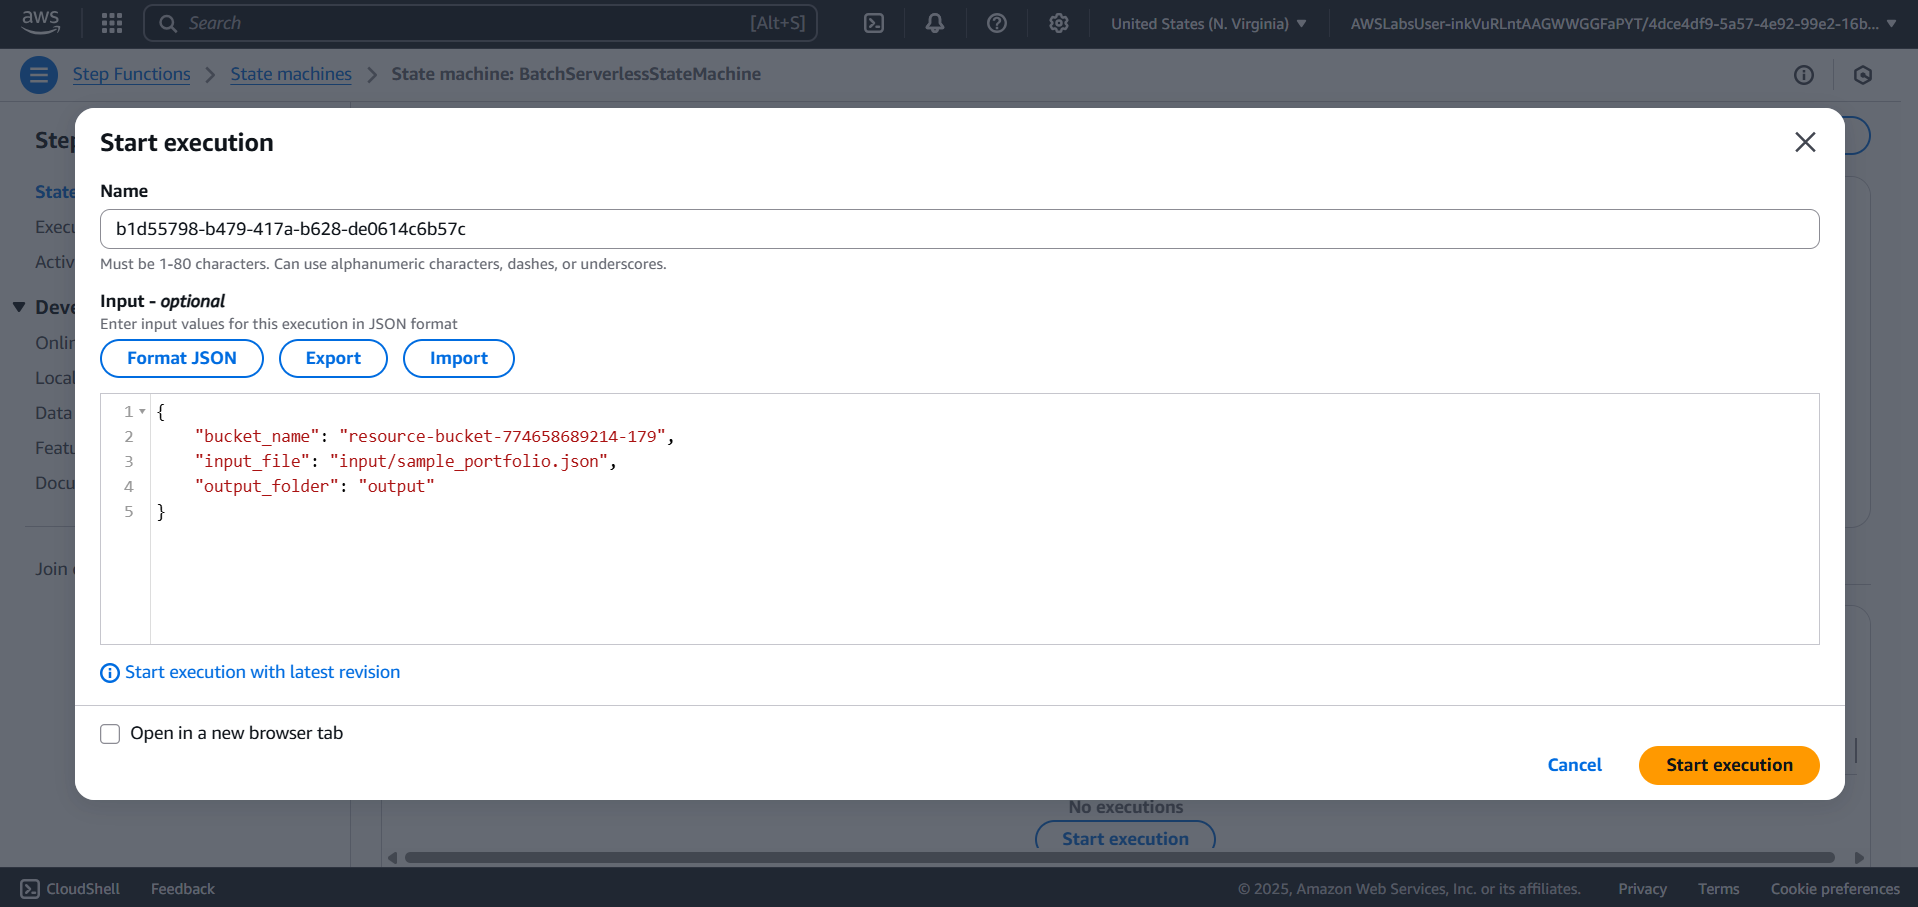 aws
Search
[Alt+S]
United States (N. Virginia)
AWSLabsUser-inkVuRLntAAGWWGGFaPYT/4dce4df9-5a57-4e92-99e2-16b...
Step Functions
State machines
State machine: BatchServerlessStateMachine
Step
Start execution
Name
State
b1d55798-b479-417a-b628-de0614c6b57c
Execu
Must be 1-80 characters. Can use alphanumeric characters, dashes, or underscores.
Activ
Input - optional
Deve
Enter input values for this execution in JSON format
Onlin
Format JSON
Export
Import
Local
1 {
Data
2 "bucket_name": "resource-bucket-774658689214-179",
Featu
3 "input_file": "input/sample_portfolio.json",
Docu
4 "output_folder": "output"
5 }
Join
Start execution with latest revision
Open in a new browser tab
Cancel
Start execution
No executions
Start execution
CloudShell
Feedback
© 2025, Amazon Web Services, Inc. or its affiliates.
Privacy
Terms
Cookie preferences